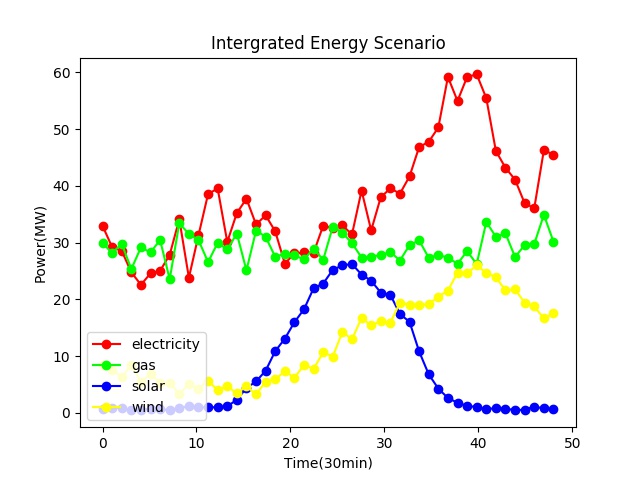 Intergrated Energy Scenario
Power(MW)
60
50
40
30
20
10
0
electricity
gas
solar
wind
0 10 20 30 40 50
Time(30min)